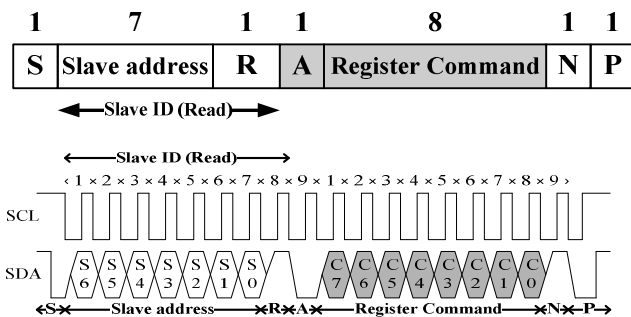 1 7 1 1 8 1 1
S Slave address R A Register Command N P
Slave ID (Read)
Slave ID (Read)
1 2 3 4 5 6 7 8 9 1 2 3 4 5 6 7 8 9
SCL
SDA S6 S5 S4 S3 S2 S1 S0 C7 C6 C5 C4 C3 C2 C1 C0
S Slave address R A Register Command N P